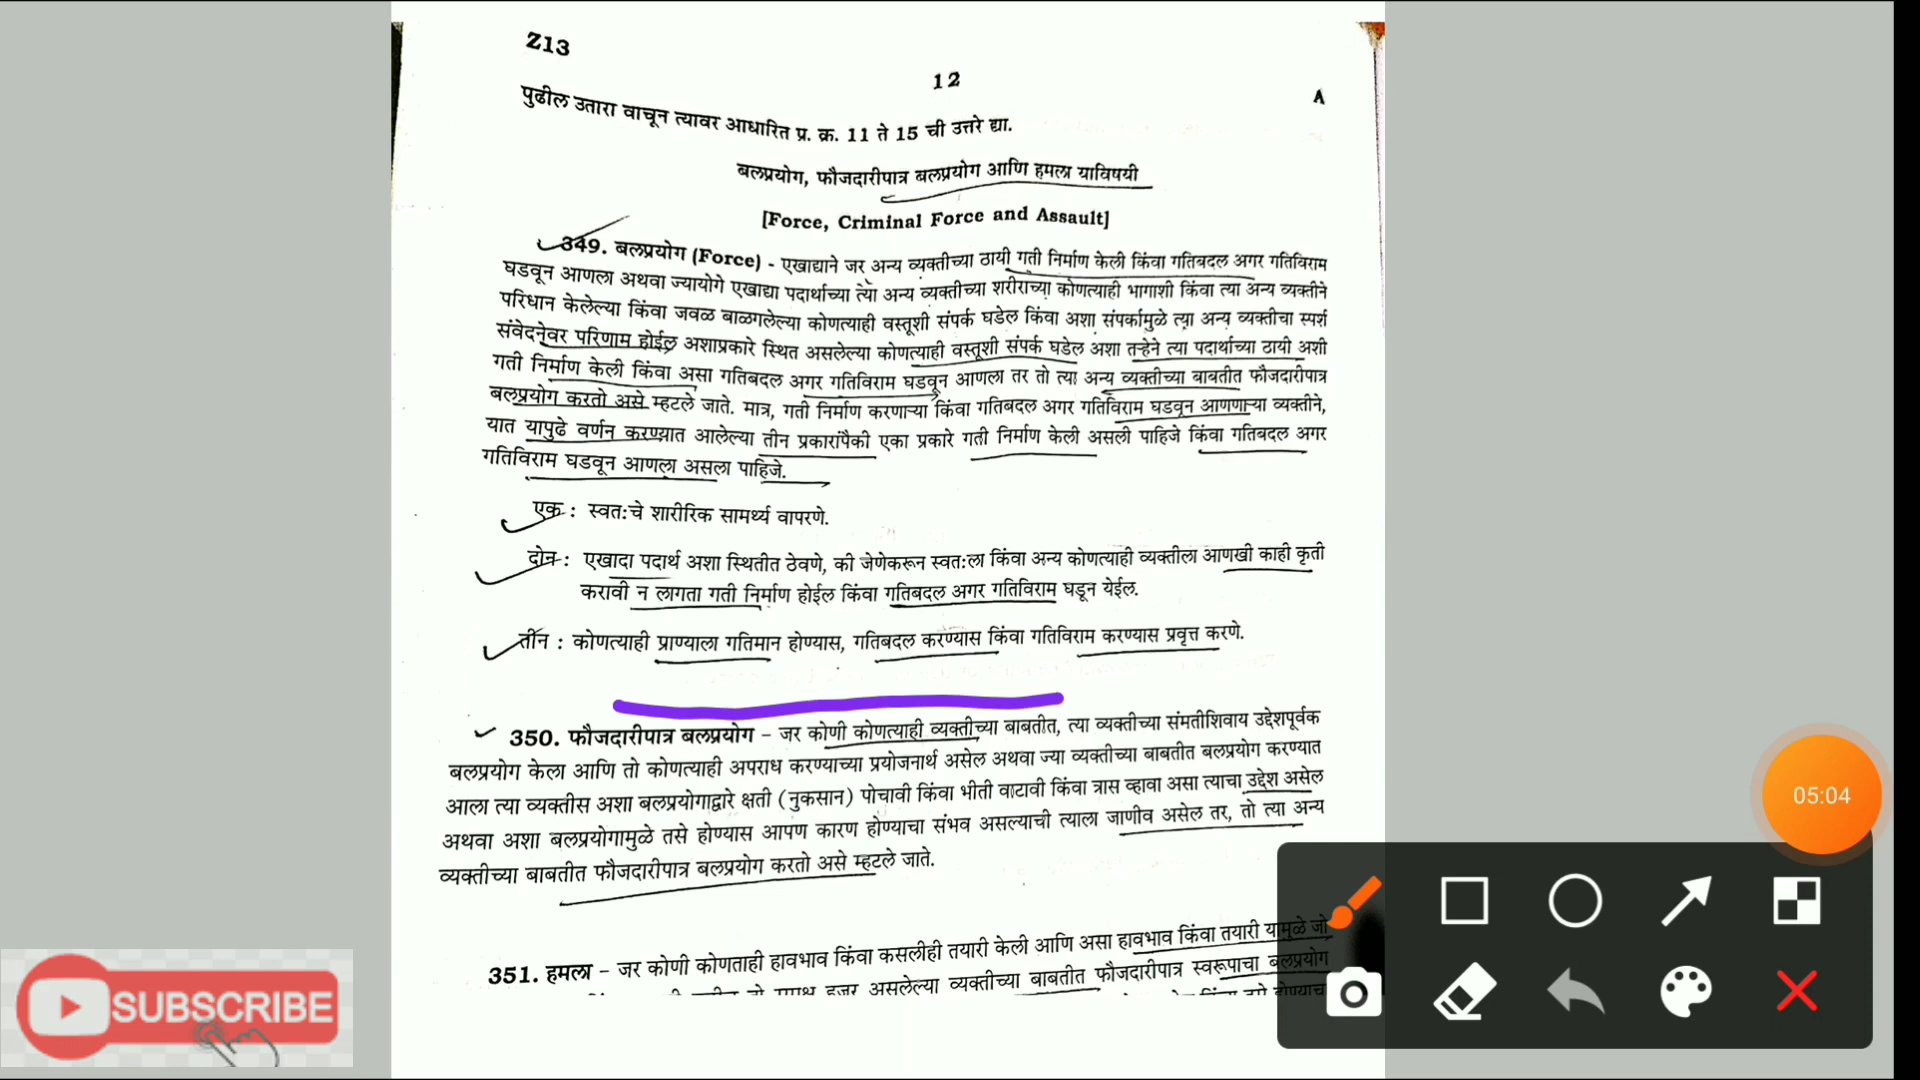 Z13
12
A
पुढील उतारा वाचून त्यावर आधारित प्र. क्र. 11 ते 15 ची उत्तरे द्या.
बलप्रयोग, फौजदारीपात्र बलप्रयोग आणि हमला याविषयी
[Force, Criminal Force and Assault]
349. बलप्रयोग (Force) - एखाद्याने जर अन्य व्यक्तीच्या ठायी गती निर्माण केली किंवा गतिबदल अगर गतिविराम
घडवून आणला अथवा ज्यायोगे एखाद्या पदार्थाच्या त्या अन्य व्यक्तीच्या शरीराच्या कोणत्याही भागाशी किंवा त्या अन्य व्यक्तीने
परिधान केलेल्या किंवा जवळ बाळगलेल्या कोणत्याही वस्तूशी संपर्क घडेल किंवा अशा संपर्कामुळे त्या अन्य व्यक्तीचा स्पर्श
संवेदनेवर परिणाम होईल अशाप्रकारे स्थित असलेल्या कोणत्याही वस्तूशी संपर्क घडेल अशा तऱ्हेने त्या पदार्थाच्या ठायी अशी
गती निर्माण केली किंवा असा गतिबदल अगर गतिविराम घडवून आणला तर तो त्या अन्य व्यक्तीच्या बाबतीत फौजदारीपात्र
बलप्रयोग करतो असे म्हटले जाते. मात्र, गती निर्माण करणाऱ्या किंवा गतिबदल अगर गतिविराम घडवून आणणाऱ्या व्यक्तीने,
यात यापुढे वर्णन करण्यात आलेल्या तीन प्रकारांपैकी एका प्रकारे गती निर्माण केली असली पाहिजे किंवा गतिबदल अगर
गतिविराम घडवून आणला असला पाहिजे.
एक : स्वत:चे शारीरिक सामर्थ्य वापरणे.
दोन : एखादा पदार्थ अशा स्थितीत ठेवणे, की जेणेकरून स्वत:ला किंवा अन्य कोणत्याही व्यक्तीला आणखी काही कृती
करावी न लागता गती निर्माण होईल किंवा गतिबदल अगर गतिविराम घडून येईल.
तीन : कोणत्याही प्राण्याला गतिमान होण्यास, गतिबदल करण्यास किंवा गतिविराम करण्यास प्रवृत्त करणे.
350. फौजदारीपात्र बलप्रयोग - जर कोणी कोणत्याही व्यक्तीच्या बाबतीत, त्या व्यक्तीच्या संमतीशिवाय उद्देशपूर्वक
बलप्रयोग केला आणि तो कोणत्याही अपराध करण्याच्या प्रयोजनार्थ असेल अथवा ज्या व्यक्तीच्या बाबतीत बलप्रयोग करण्यात
आला त्या व्यक्तीस अशा बलप्रयोगाद्वारे क्षती (नुकसान) पोचावी किंवा भीती वाटावी किंवा त्रास व्हावा असा त्याचा उद्देश असेल
अथवा अशा बलप्रयोगामुळे तसे होण्यास आपण कारण होण्याचा संभव असल्याची त्याला जाणीव असेल तर, तो त्या अन्य
व्यक्तीच्या बाबतीत फौजदारीपात्र बलप्रयोग करतो असे म्हटले जाते.
351. हमला - जर कोणी कोणताही हावभाव किंवा कसलीही तयारी केली आणि असा हावभाव किंवा तयारी यामुळे जो
हजर असलेल्या व्यक्तीच्या बाबतीत फौजदारीपात्र स्वरूपाचा बलप्रयोग
05:04
SUBSCRIBE